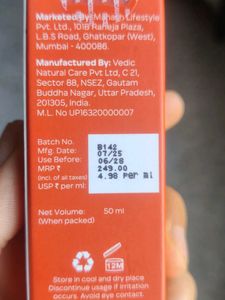 Marketed By: Mahash Lifestyle
Pvt. Ltd., 101B Raheja Plaza,
L.B.S Road, Ghatkopar (West),
Mumbai - 400086.
Manufactured By: Vedic
Natural Care Pvt Ltd, C 21,
Sector 88, NSEZ, Gautam
Buddha Nagar, Uttar Pradesh,
201305, India.
M.L. No UP16320000007
Batch No. B142
Mfg. Date: 07/25
Use Before: 06/28
MRP ₹ 249.00
(Incl. of all taxes)
USP ₹ per ml: 4.98 Per ml
Net Volume: 50 ml
(When packed)
12M
Store in cool and dry place
Discontinue usage if irritation
occurs. Avoid eye contact.